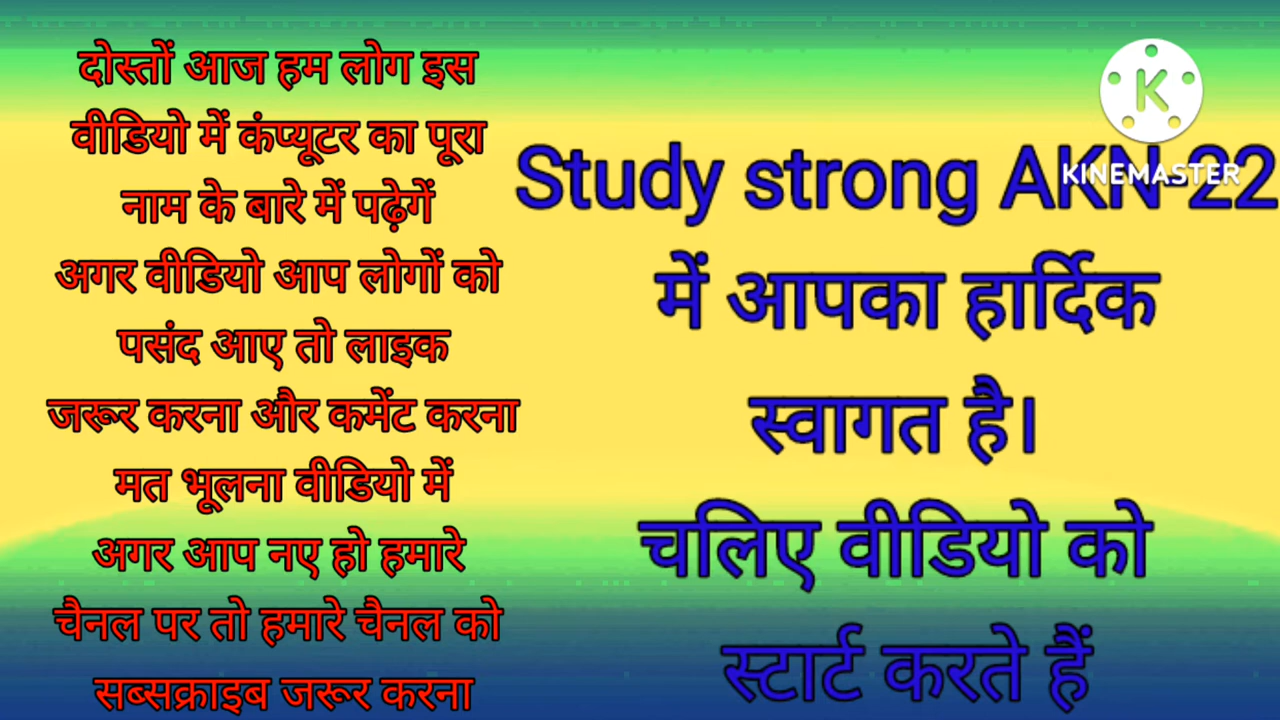 दोस्तों आज हम लोग इस
वीडियो में कंप्यूटर का पूरा
नाम के बारे में पढ़ेगें
अगर वीडियो आप लोगों को
पसंद आए तो लाइक
जरूर करना और कमेंट करना
मत भूलना वीडियो में
अगर आप नए हो हमारे
चैनल पर तो हमारे चैनल को
सब्सक्राइब जरूर करना
K
KINEMASTER
Study strong AKN-22
में आपका हार्दिक
स्वागत है।
चलिए वीडियो को
स्टार्ट करते हैं